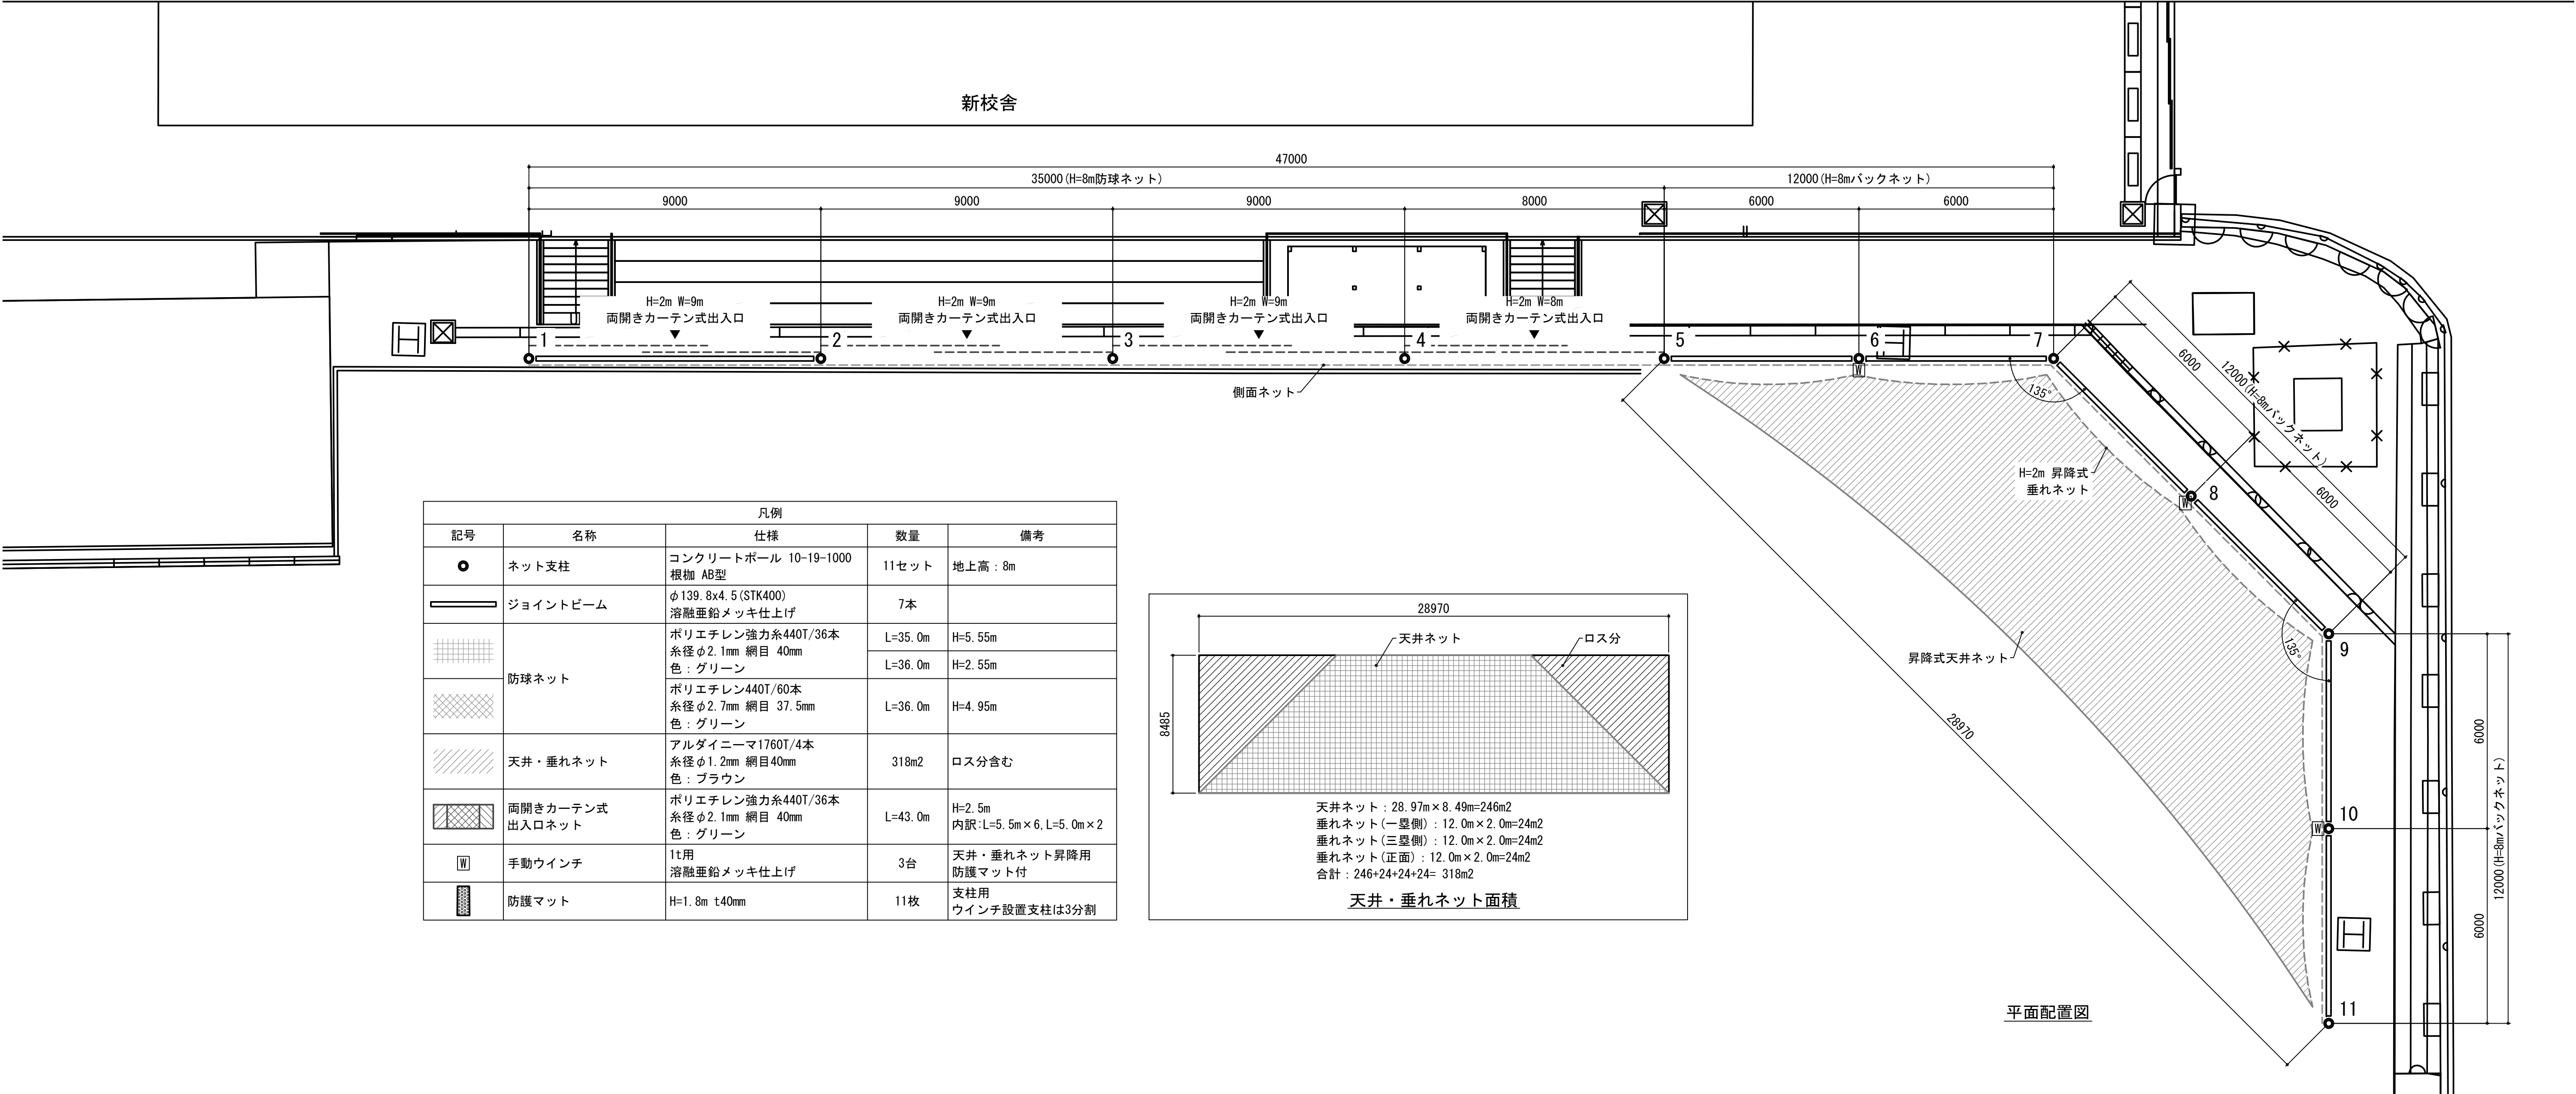 新校舎
47000
35000(H=8m防球ネット)
12000(H=8mバックネット)
9000
9000
9000
8000
6000
6000
H=2m W=9m
両開きカーテン式出入口
H=2m W=9m
両開きカーテン式出入口
H=2m W=9m
両開きカーテン式出入口
H=2m W=8m
両開きカーテン式出入口
1
2
3
4
5
6
7
W
側面ネット
135°
6000
12000(H=8mバックネット)
6000
H=2m 昇降式
垂れネット
8
W
昇降式天井ネット
28970
135°
9
10
W
11
6000
6000
12000(H=8mバックネット)
凡例
記号 名称 仕様 数量 備考
ネット支柱 コンクリートポール 10-19-1000 11セット 地上高：8m
根枷 AB型
ジョイントビーム φ139.8x4.5(STK400) 7本
溶融亜鉛メッキ仕上げ
防球ネット
ポリエチレン強力糸440T/36本 L=35.0m H=5.55m
糸径φ2.1mm 網目 40mm
色：グリーン L=36.0m H=2.55m
ポリエチレン440T/60本
糸径φ2.7mm 網目 37.5mm L=36.0m H=4.95m
色：グリーン
アルダイニーマ1760T/4本
天井・垂れネット 糸径φ1.2mm 網目40mm 318m2 ロス分含む
色：ブラウン
両開きカーテン式
出入口ネット
ポリエチレン強力糸440T/36本
糸径φ2.1mm 網目 40mm
色：グリーン
L=43.0m
H=2.5m
内訳:L=5.5m×6,L=5.0m×2
W 手動ウインチ 1t用 3台 天井・垂れネット昇降用
溶融亜鉛メッキ仕上げ 防護マット付
防護マット H=1.8m t40mm 11枚 支柱用
ウインチ設置支柱は3分割
28970
天井ネット
ロス分
8485
天井ネット：28.97m×8.49m=246m2
垂れネット(一塁側)：12.0m×2.0m=24m2
垂れネット(三塁側)：12.0m×2.0m=24m2
垂れネット(正面)：12.0m×2.0m=24m2
合計：246+24+24+24= 318m2
天井・垂れネット面積
平面配置図